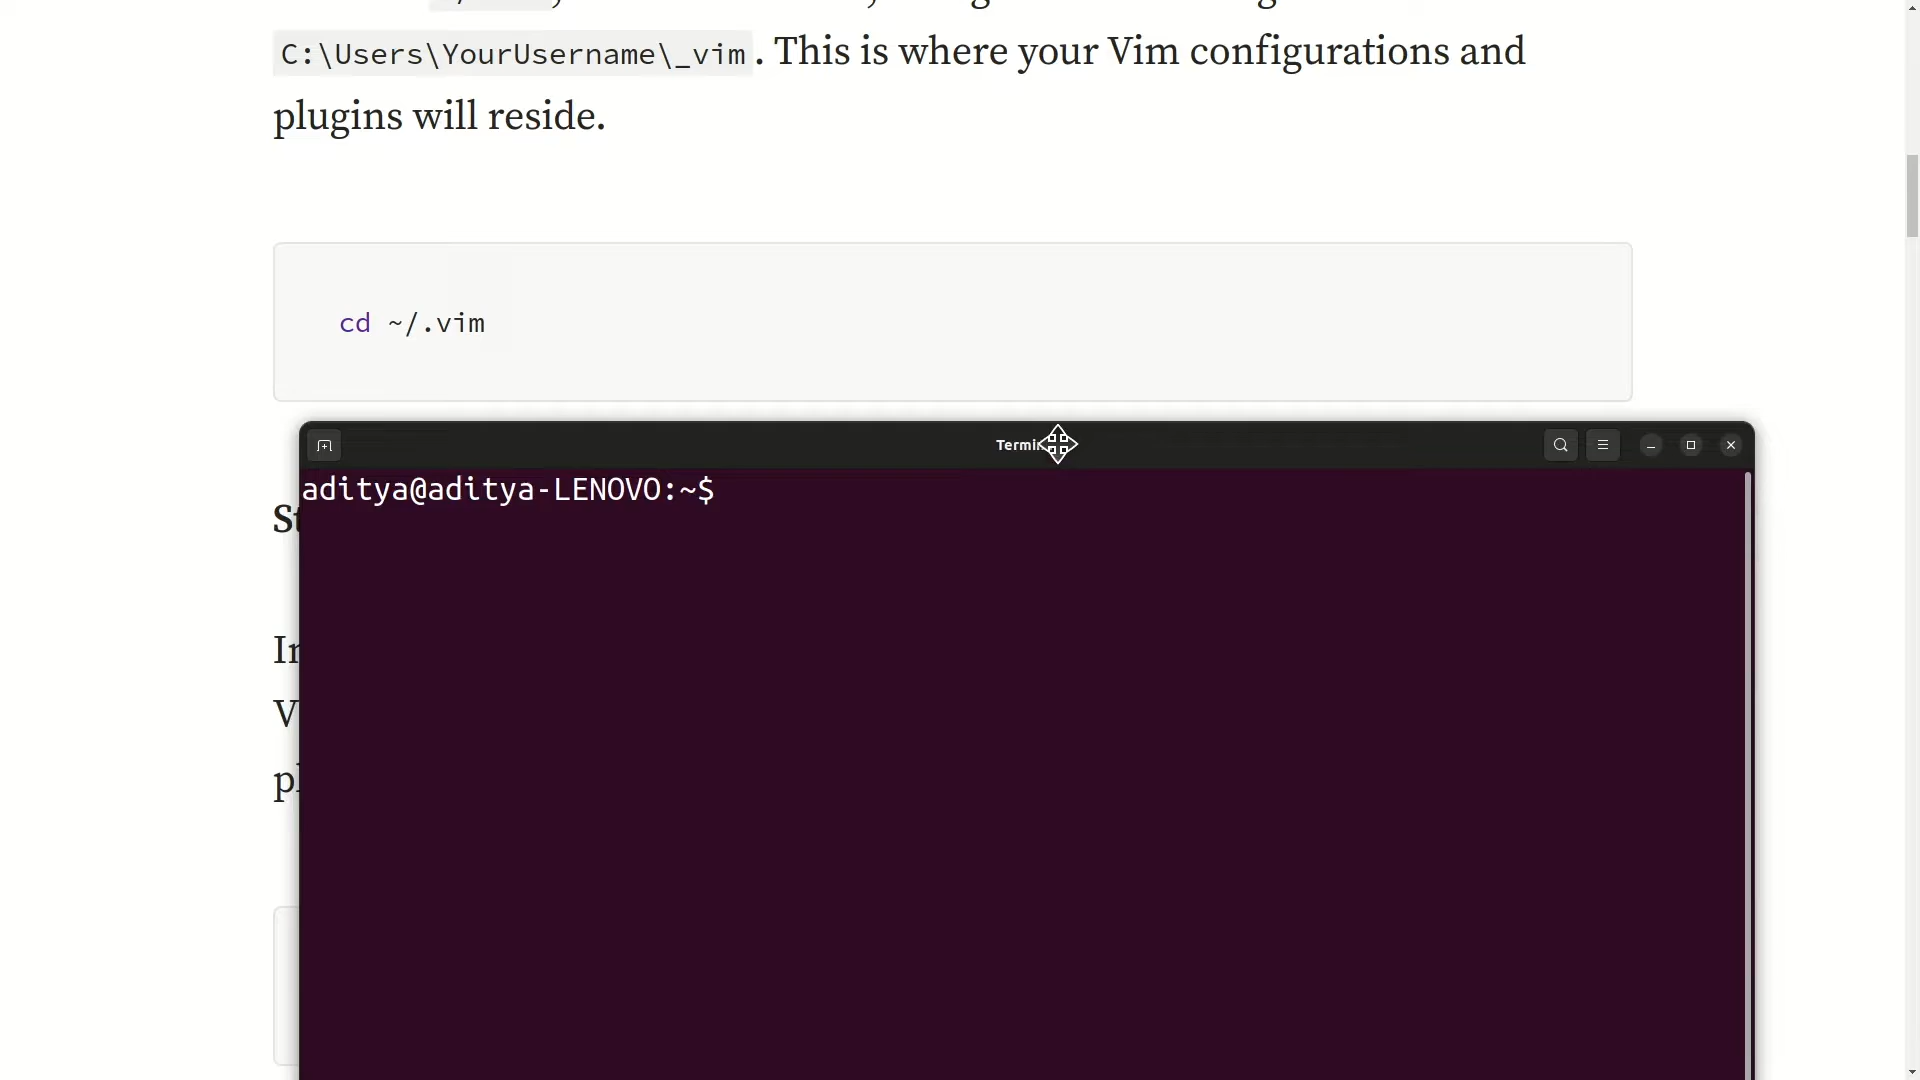 C:\Users\YourUsername\_vim. This is where your Vim configurations and
plugins will reside.
cd ~/.vim
aditya@aditya-LENOVO:~$